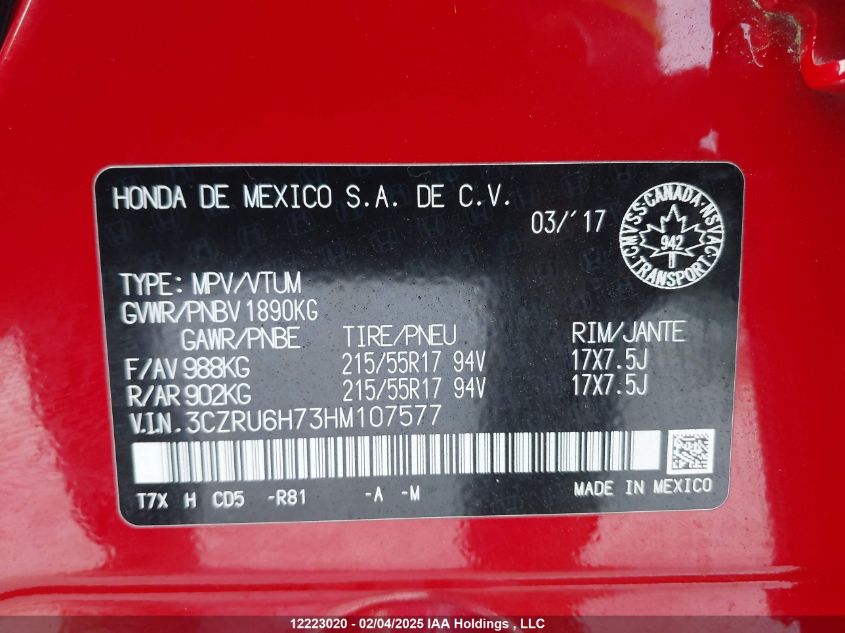 HONDA DE MEXICO S.A. DE C.V.
03/'17
CMVSS·CANADA·NSVAC·
942
TRANSPORT
TYPE: MPV/VTUM
GVWR/PNBV 1890KG
GAWR/PNBE TIRE/PNEU RIM/JANTE
F/AV 988KG 215/55R17 94V 17X7.5J
R/AR 902KG 215/55R17 94V 17X7.5J
V.I.N. 3CZRU6H73HM107577
T7X H CD5 -R81 -A -M MADE IN MEXICO
12223020 - 02/04/2025 IAA Holdings , LLC